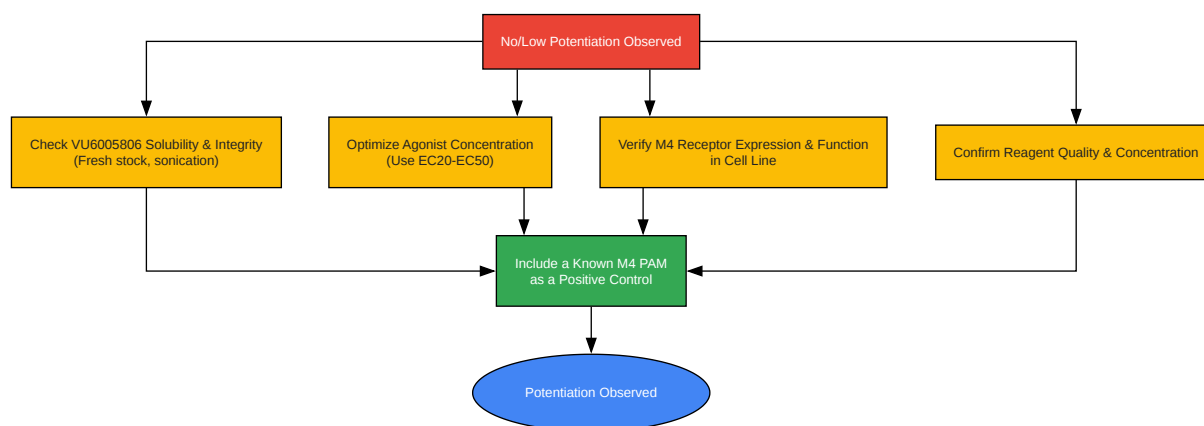 No/Low Potentiation Observed
Check VU6005806 Solubility & Integrity
(Fresh stock, sonication)
Optimize Agonist Concentration
(Use EC20-EC50)
Verify M4 Receptor Expression & Function
in Cell Line
Confirm Reagent Quality & Concentration
Include a Known M4 PAM
as a Positive Control
Potentiation Observed